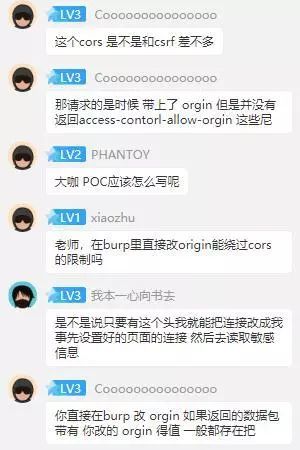 LV3 Cooooooooooooooo
这个cors 是不是和csrf 差不多
LV3 Cooooooooooooooo
那请求的是时候 带上了 orgin 但是并没有
返回access-contorl-allow-orgin 这些尼
LV2 PHANTOY
大咖 POC应该怎么写呢
LV1 xiaozhu
老师，在burp里直接改origin能绕过cors
的限制吗
LV3 我本一心向书去
是不是说只要有这个头我就能把连接改成我
事先设置好的页面的连接 然后去读取敏感
信息
LV3 Cooooooooooooooo
你直接在burp 改 orgin 如果返回的数据包
带有 你改的 orgin 得值 一般都存在把